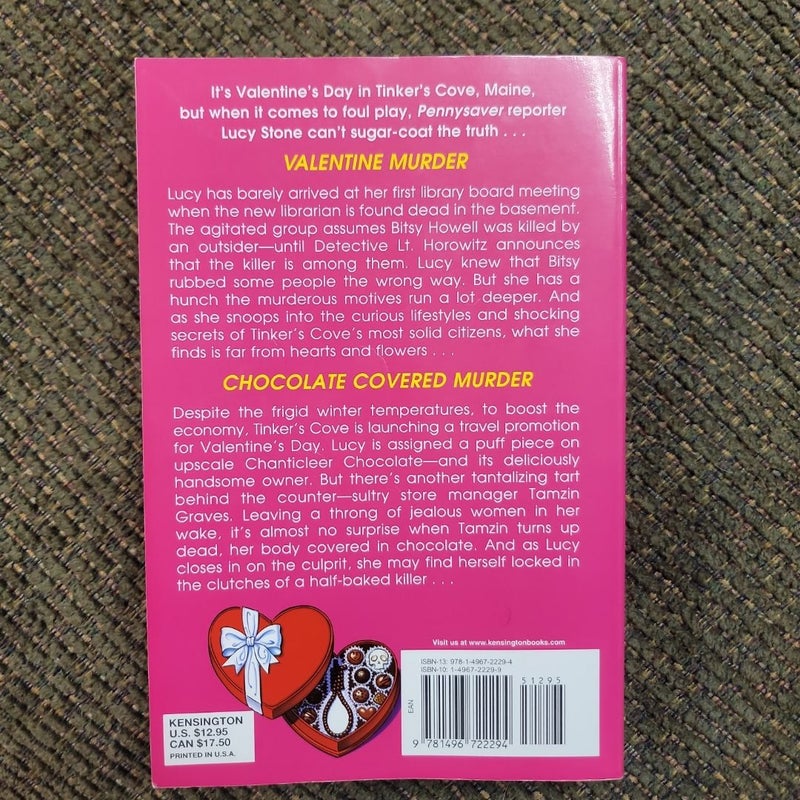 It's Valentine's Day in Tinker's Cove, Maine,
but when it comes to foul play, Pennysaver reporter
Lucy Stone can't sugar-coat the truth . . .
VALENTINE MURDER
Lucy has barely arrived at her first library board meeting
when the new librarian is found dead in the basement.
The agitated group assumes Bitsy Howell was killed by
an outsider—until Detective Lt. Horowitz announces
that the killer is among them. Lucy knew that Bitsy
rubbed some people the wrong way. But she has a
hunch the murderous motives run a lot deeper. And
as she snoops into the curious lifestyles and shocking
secrets of Tinker's Cove's most solid citizens, what she
finds is far from hearts and flowers . . .
CHOCOLATE COVERED MURDER
Despite the frigid winter temperatures, to boost the
economy, Tinker's Cove is launching a travel promotion
for Valentine's Day. Lucy is assigned a puff piece on
upscale Chanticleer Chocolate—and its deliciously
handsome owner. But there's another tantalizing tart
behind the counter—sultry store manager Tamzin
Graves. Leaving a throng of jealous women in her
wake, it's almost no surprise when Tamzin turns up
dead, her body covered in chocolate. And as Lucy
closes in on the culprit, she may find herself locked in
the clutches of a half-baked killer . . .
Visit us at www.kensingtonbooks.com
ISBN-13: 978-1-4967-2229-4
ISBN-10: 1-4967-2229-9
51295
EAN
9 781496 722294
KENSINGTON
U.S. $12.95
CAN $17.50
PRINTED IN U.S.A.